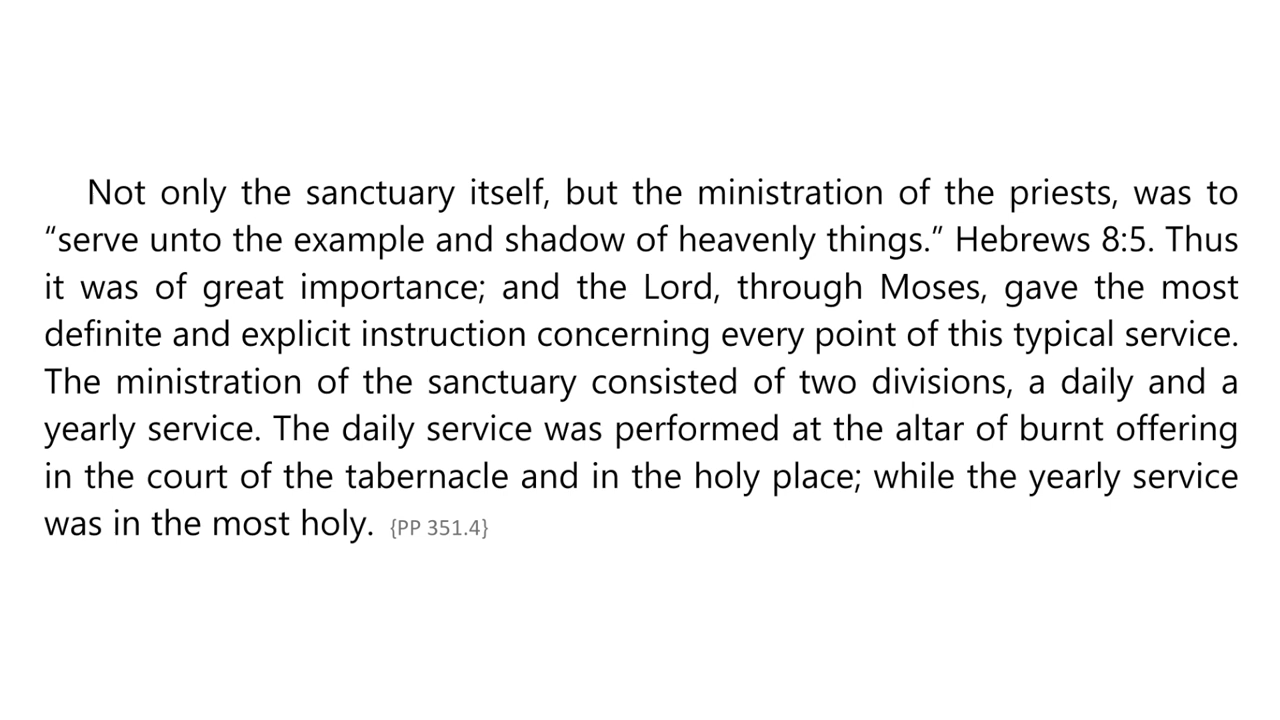 Not only the sanctuary itself, but the ministration of the priests, was to
“serve unto the example and shadow of heavenly things.” Hebrews 8:5. Thus
it was of great importance; and the Lord, through Moses, gave the most
definite and explicit instruction concerning every point of this typical service.
The ministration of the sanctuary consisted of two divisions, a daily and a
yearly service. The daily service was performed at the altar of burnt offering
in the court of the tabernacle and in the holy place; while the yearly service
was in the most holy. {PP 351.4}